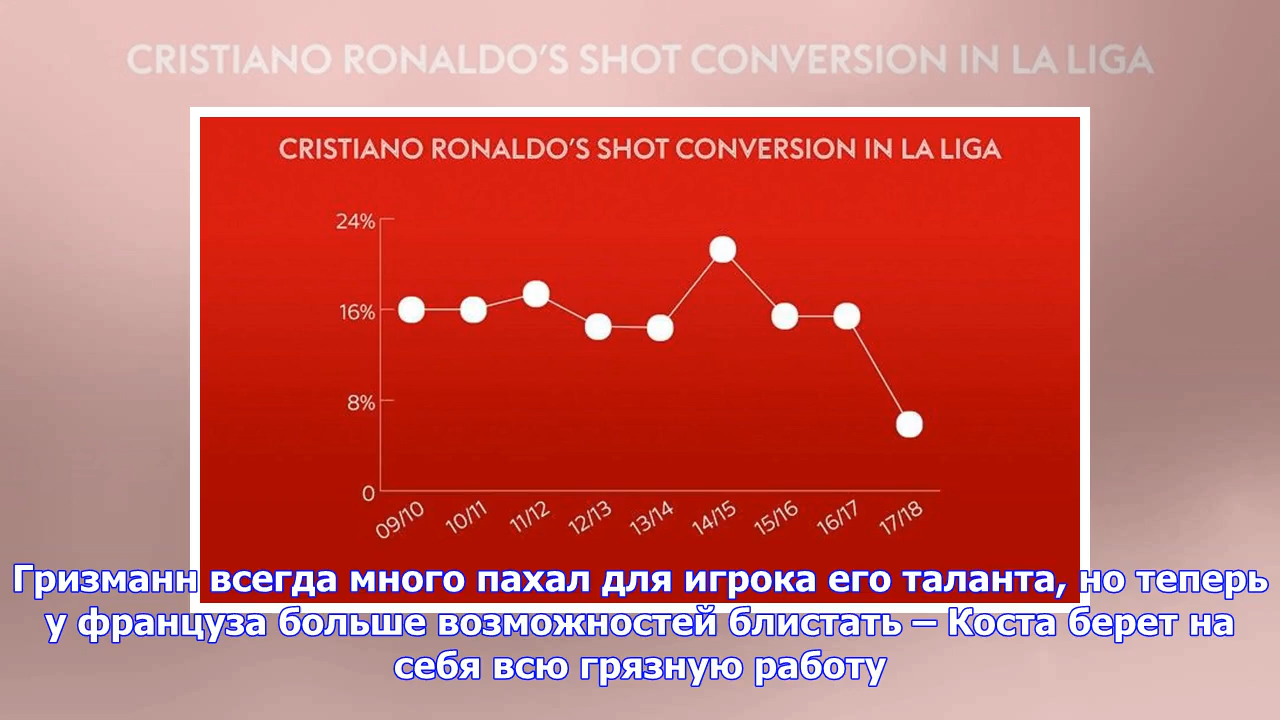 CRISTIANO RONALDO'S SHOT CONVERSION IN LA LIGA
CRISTIANO RONALDO'S SHOT CONVERSION IN LA LIGA
24%
16%
8%
0
09/10 10/11 11/12 12/13 13/14 14/15 15/16 16/17 17/18
Гризманн всегда много пахал для игрока его таланта, но теперь
у француза больше возможностей блистать – Коста берет на
себя всю грязную работу